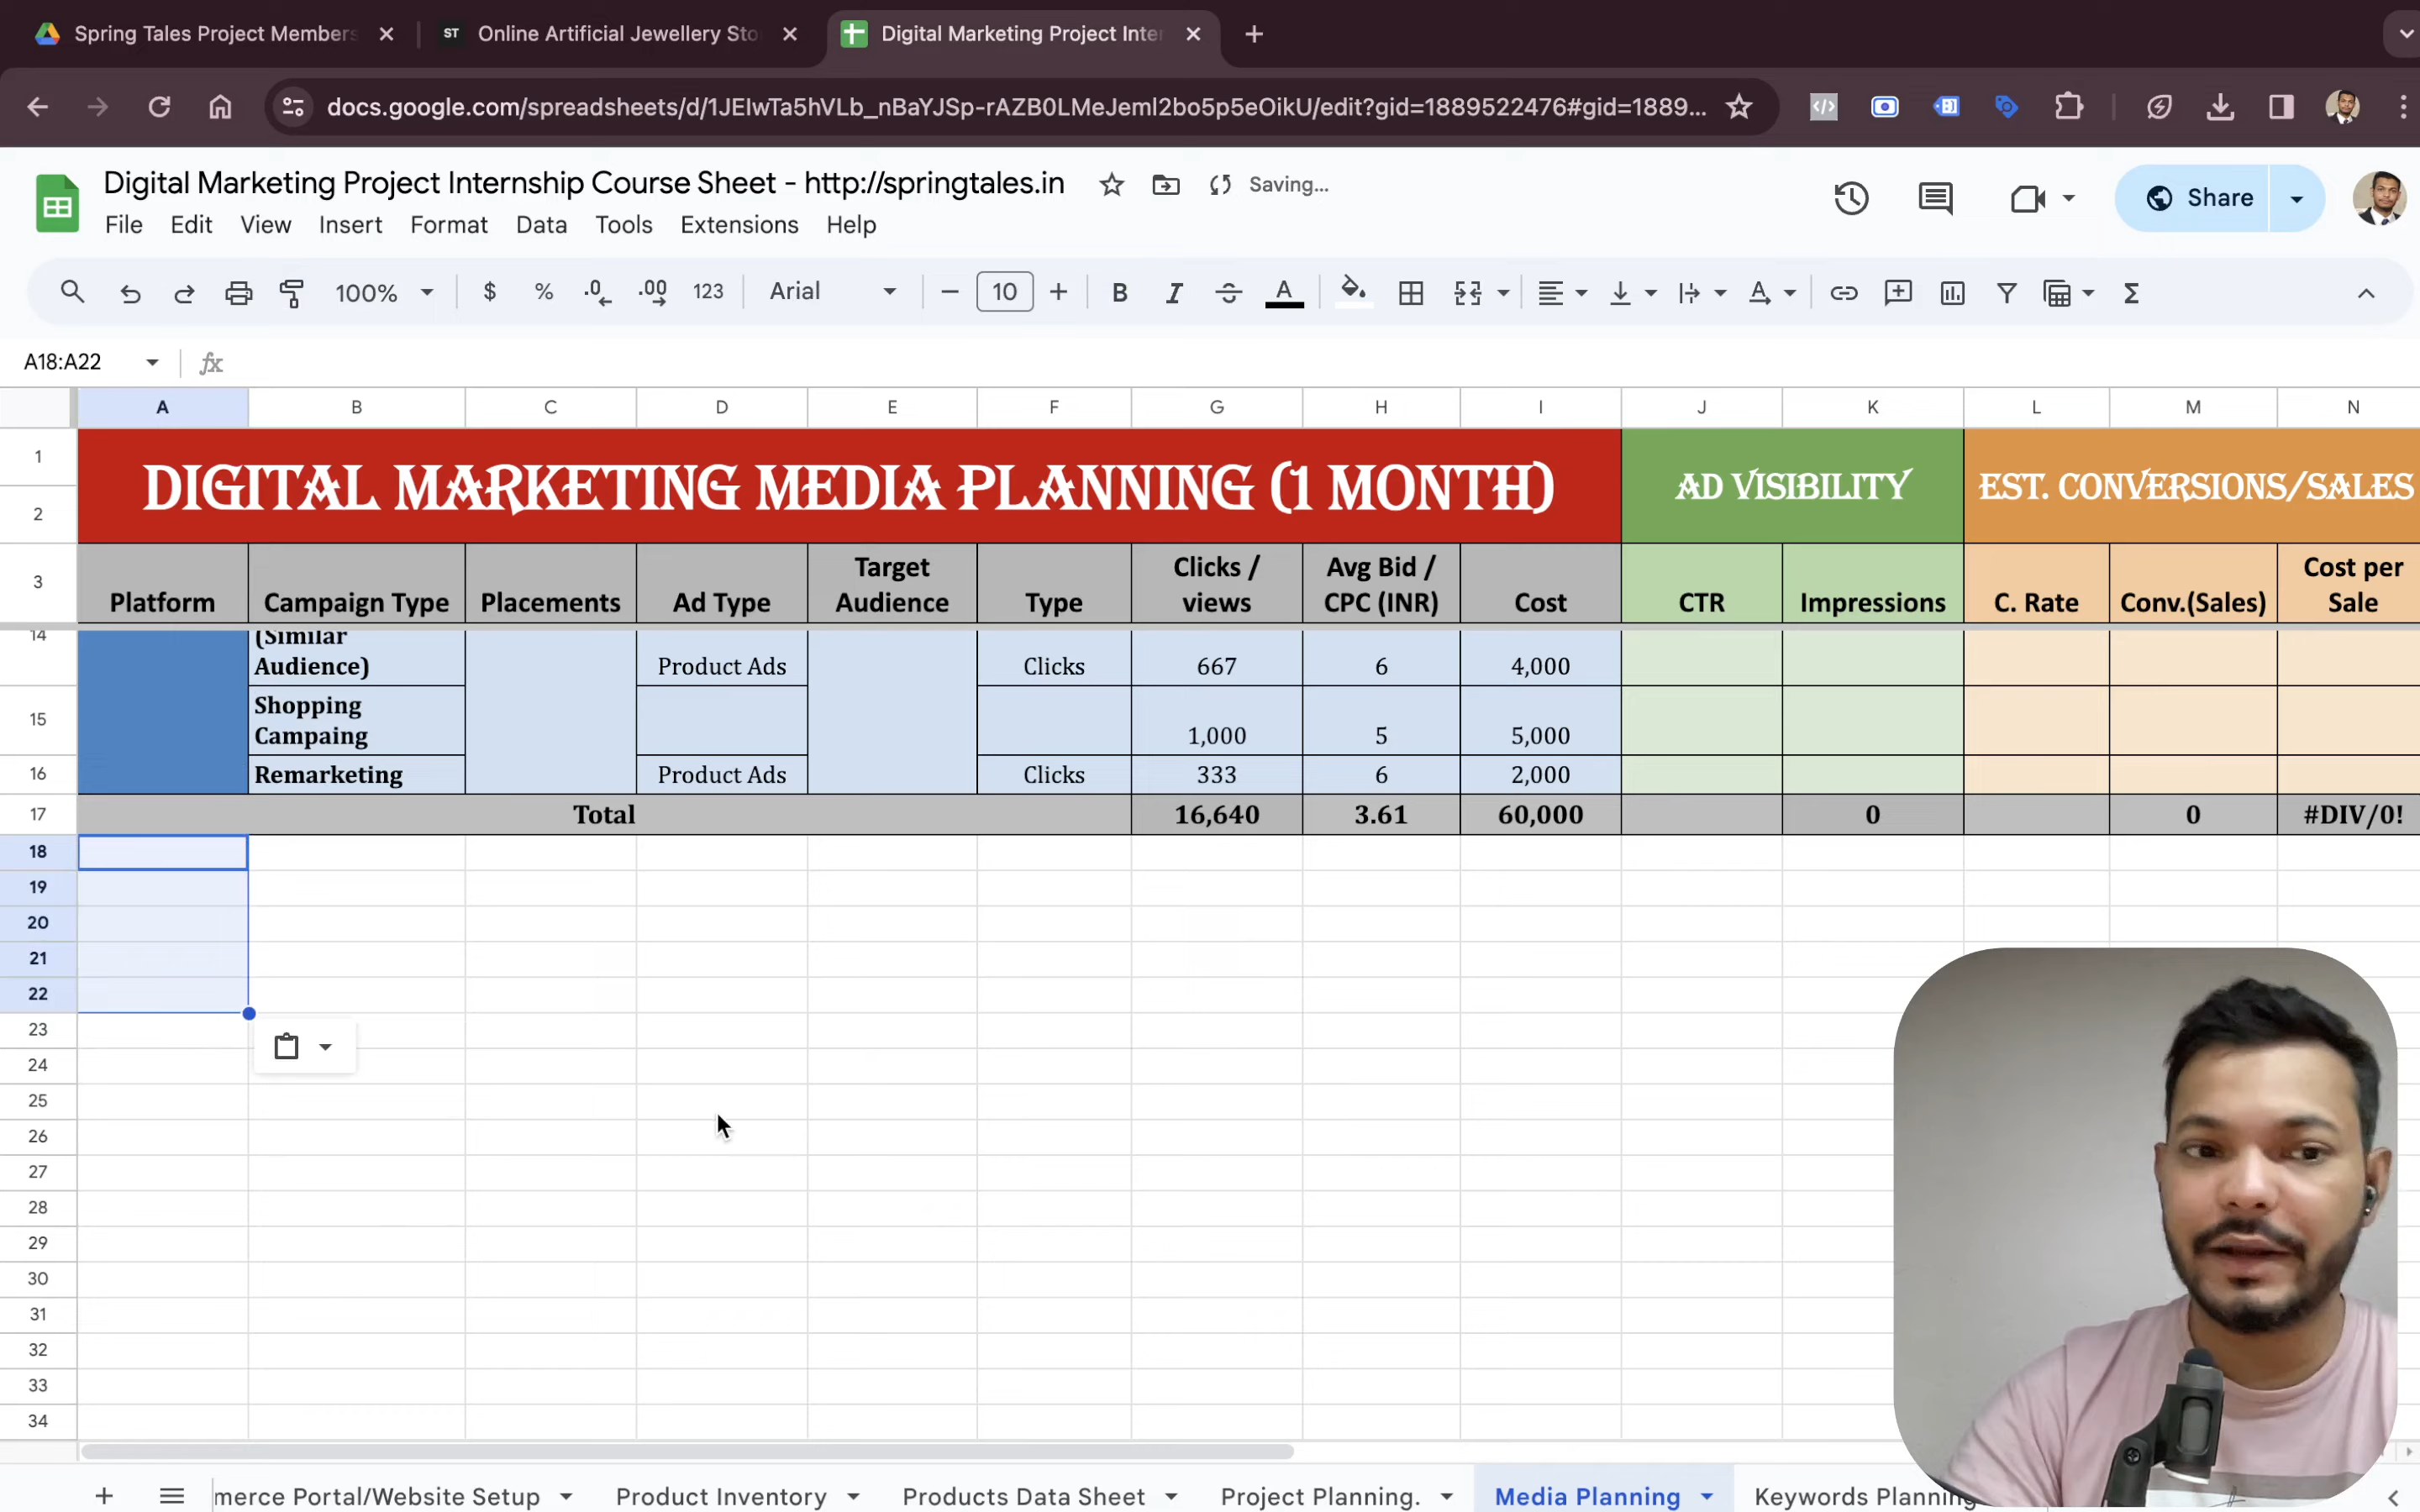 Spring Tales Project Members
ST Online Artificial Jewellery Sto
Digital Marketing Project Inter
docs.google.com/spreadsheets/d/1JEIwTa5hVLb_nBaYJSp-rAZB0LMeJemI2bo5p5eOikU/edit?gid=1889522476#gid=1889...
Digital Marketing Project Internship Course Sheet - http://springtales.in Saving...
File Edit View Insert Format Data Tools Extensions Help
Share
100% $ % .0 .00 123 Arial 10 B I A
A18:A22 fx
A B C D E F G H I J K L M N
1
2
DIGITAL MARKETING MEDIA PLANNING (1 MONTH) AD VISIBILITY EST. CONVERSIONS/SALES
3 Platform Campaign Type Placements Ad Type Target Audience Type Clicks / views Avg Bid / CPC (INR) Cost CTR Impressions C. Rate Conv.(Sales) Cost per Sale
14 (Similar Audience) Product Ads Clicks 667 6 4,000
15 Shopping Campaing 1,000 5 5,000
16 Remarketing Product Ads Clicks 333 6 2,000
17 Total 16,640 3.61 60,000 0 0 #DIV/0!
18
19
20
21
22
23
24
25
26
27
28
29
30
31
32
33
34
merce Portal/Website Setup Product Inventory Products Data Sheet Project Planning. Media Planning Keywords Planning